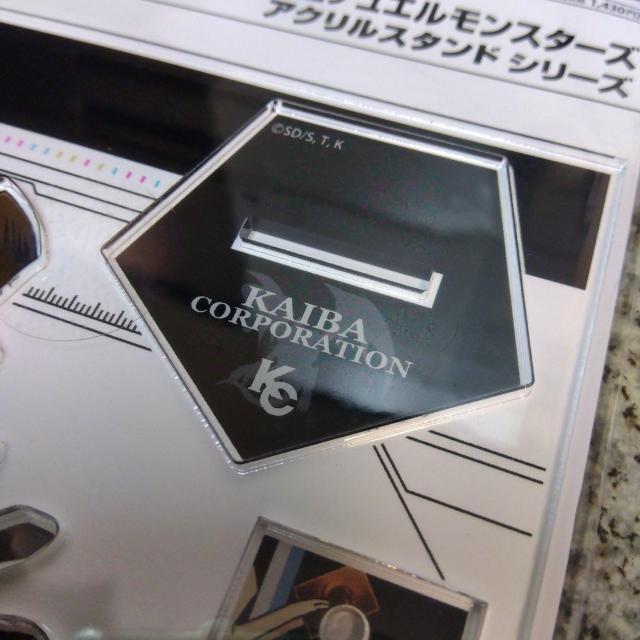 ュエルモンスターズ
アクリルスタンド シリーズ
©SD/S, T, K
KAIBA
CORPORATION
KC